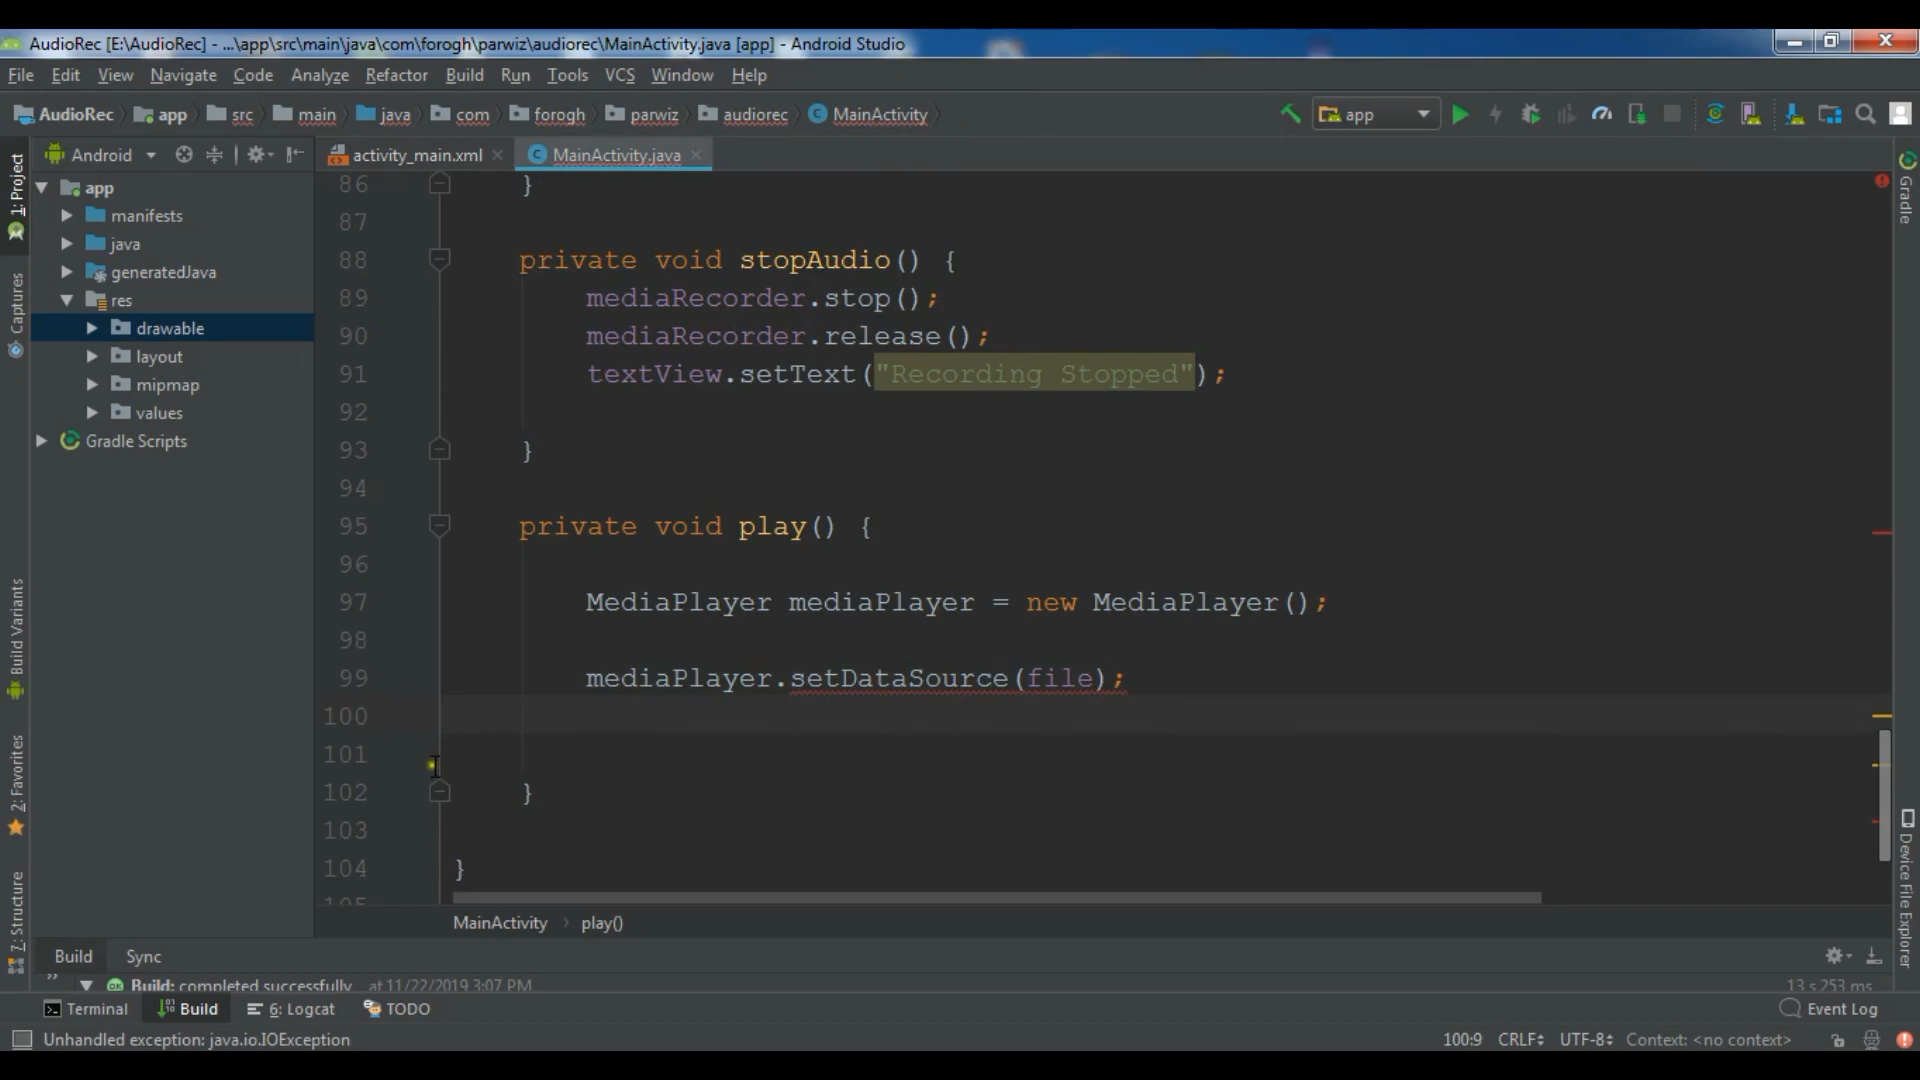 AudioRec [E:\AudioRec] - ...\app\src\main\java\com\forogh\parwiz\audiorec\MainActivity.java [app] - Android Studio
File Edit View Navigate Code Analyze Refactor Build Run Tools VCS Window Help
AudioRec app src main java com forogh parwiz audiorec MainActivity app
Android activity_main.xml MainActivity.java
1: Project
Captures
Build Variants
2: Favorites
7: Structure
app
manifests
java
generatedJava
res
drawable
layout
mipmap
values
Gradle Scripts
86 }
87
88 private void stopAudio() {
89 mediaRecorder.stop();
90 mediaRecorder.release();
91 textView.setText("Recording Stopped");
92
93 }
94
95 private void play() {
96
97 MediaPlayer mediaPlayer = new MediaPlayer();
98
99 mediaPlayer.setDataSource(file);
100
101
102 }
103
104 }
105
MainActivity play()
Gradle
Device File Explorer
Build Sync
Build: completed successfully at 11/22/2019 3:07 PM 13 s 253 ms
Terminal Build 6: Logcat TODO Event Log
Unhandled exception: java.io.IOException 100:9 CRLF UTF-8 Context: <no context>